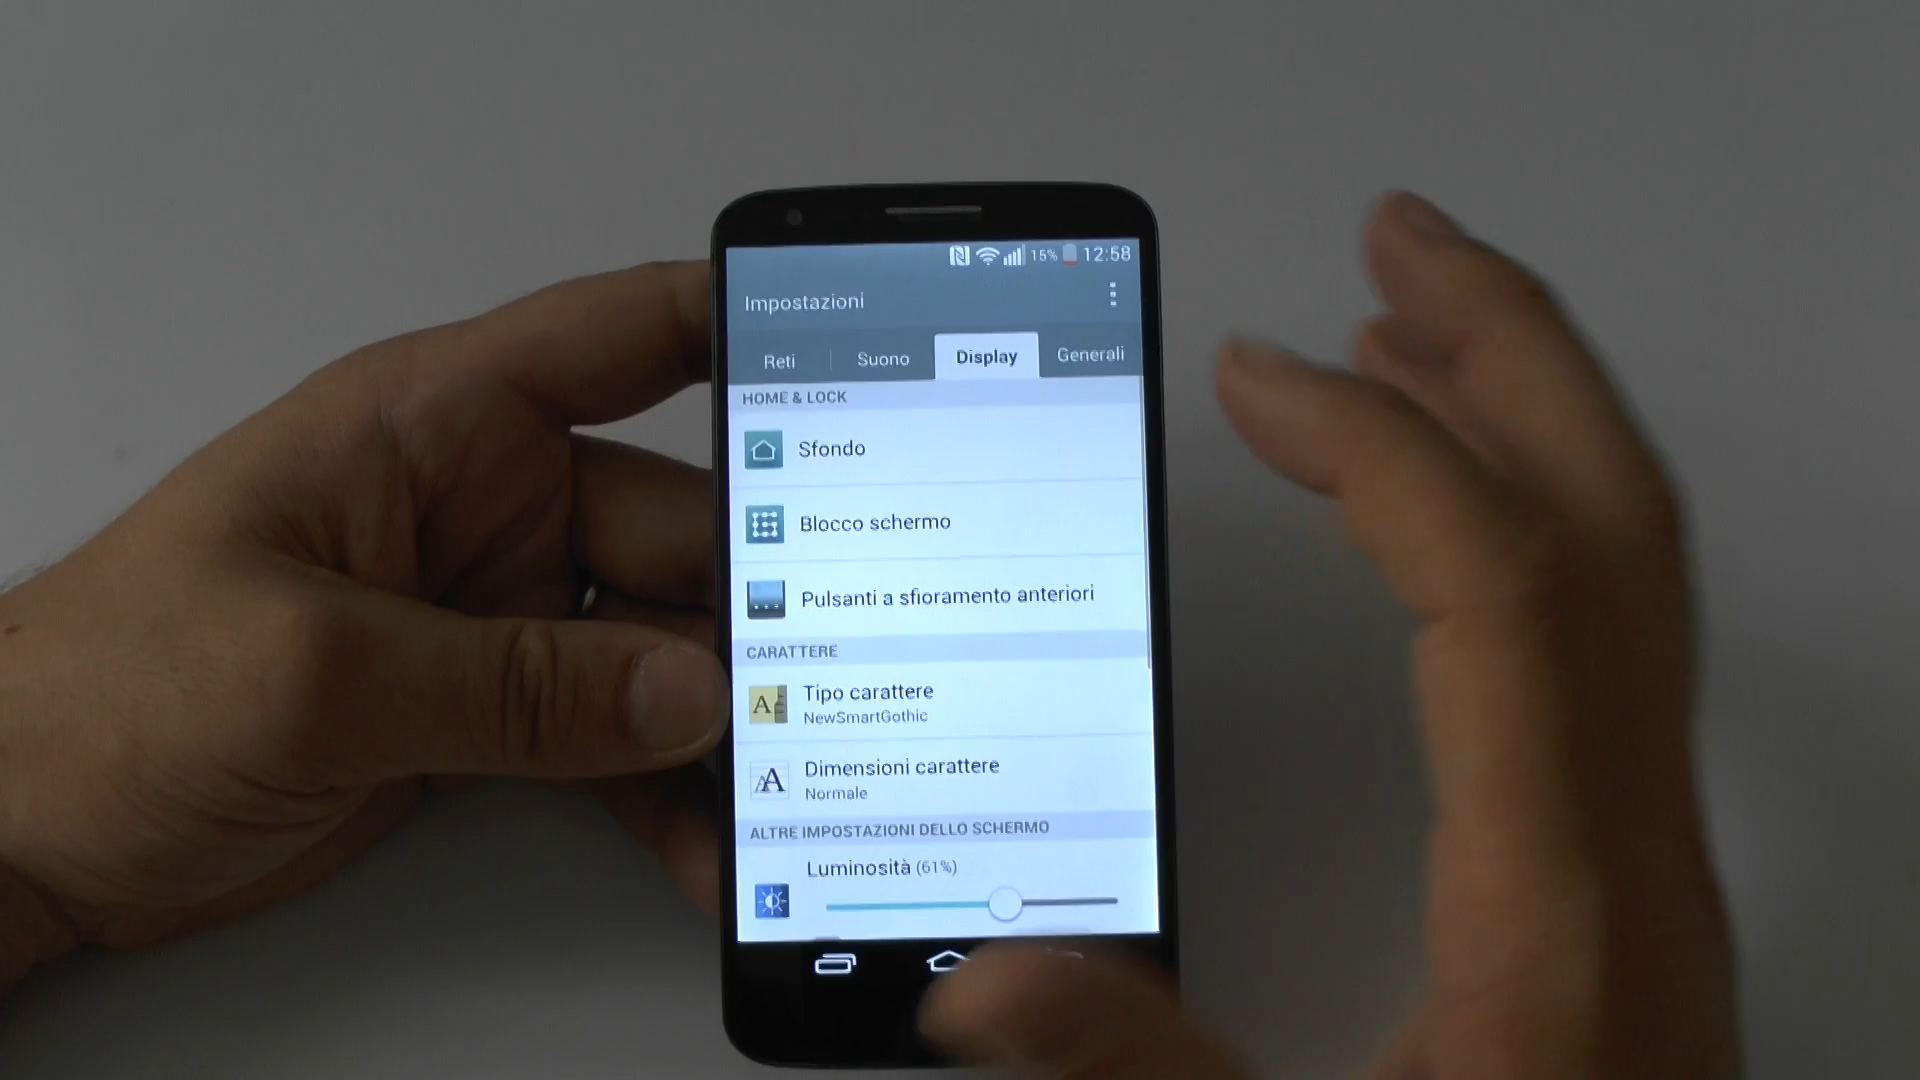 15% 12:58
Impostazioni
Reti Suono Display Generali
HOME & LOCK
Sfondo
Blocco schermo
Pulsanti a sfioramento anteriori
CARATTERE
Tipo carattere
NewSmartGothic
Dimensioni carattere
Normale
ALTRE IMPOSTAZIONI DELLO SCHERMO
Luminosità (61%)